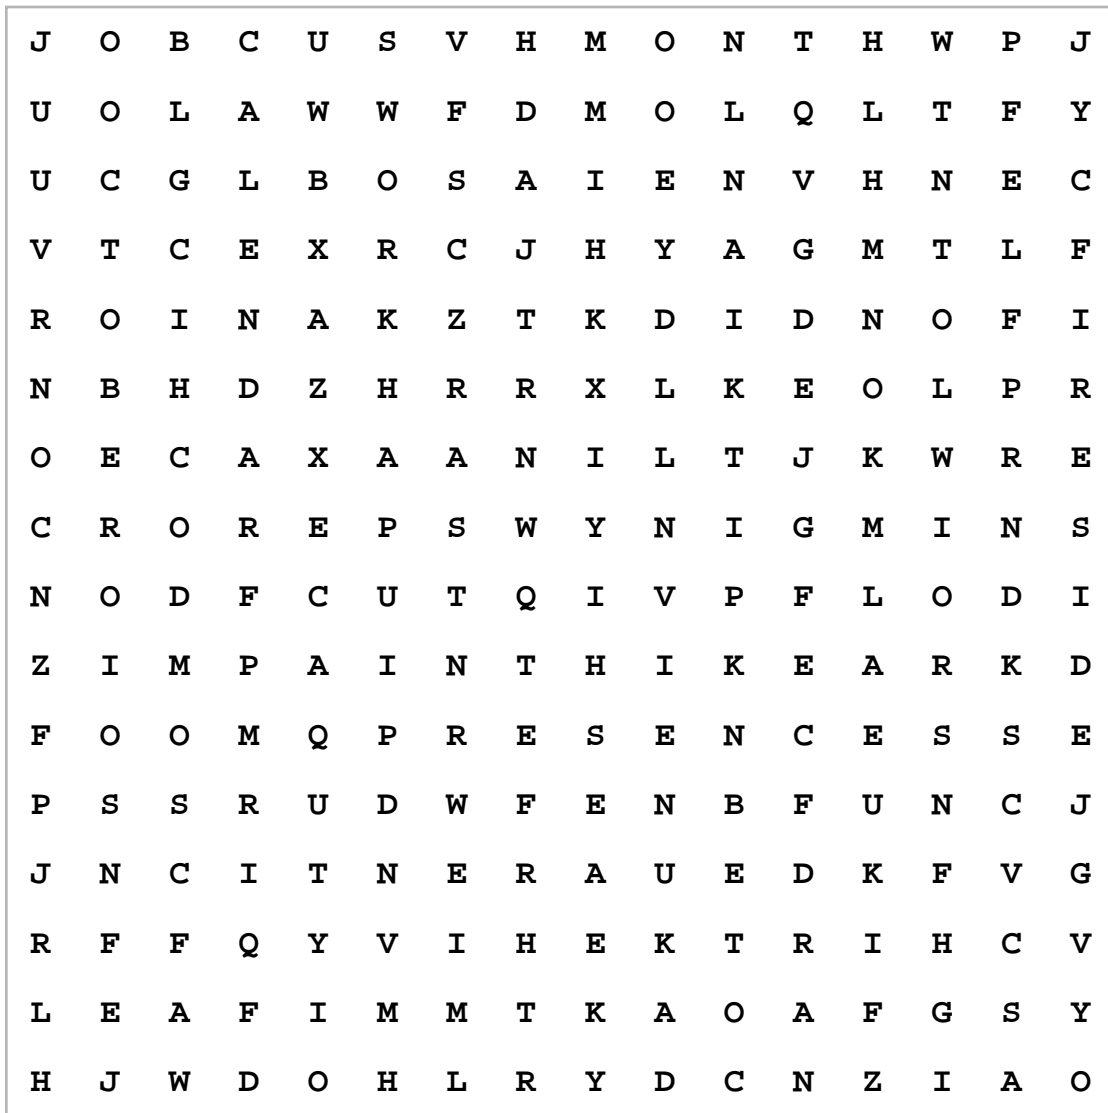 J O B C U S V H M O N T H W P J
U O L A W W F D M O L Q L T F Y
U C G L B O S A I E N V H N E C
V T C E X R C J H Y A G M T L F
R O I N A K Z T K D I D N O F I
N B H D Z H R R X L K E O L P R
O E C A X A A N I L T J K W R E
C R O R E P S W Y N I G M I N S
N O D F C U T Q I V P F L O D I
Z I M P A I N T H I K E A R K D
F O O M Q P R E S E N C E S S E
P S S R U D W F E N B F U N C J
J N C I T N E R A U E D K F V G
R F F Q Y V I H E K T R I H C V
L E A F I M M T K A O A F G S Y
H J W D O H L R Y D C N Z I A O